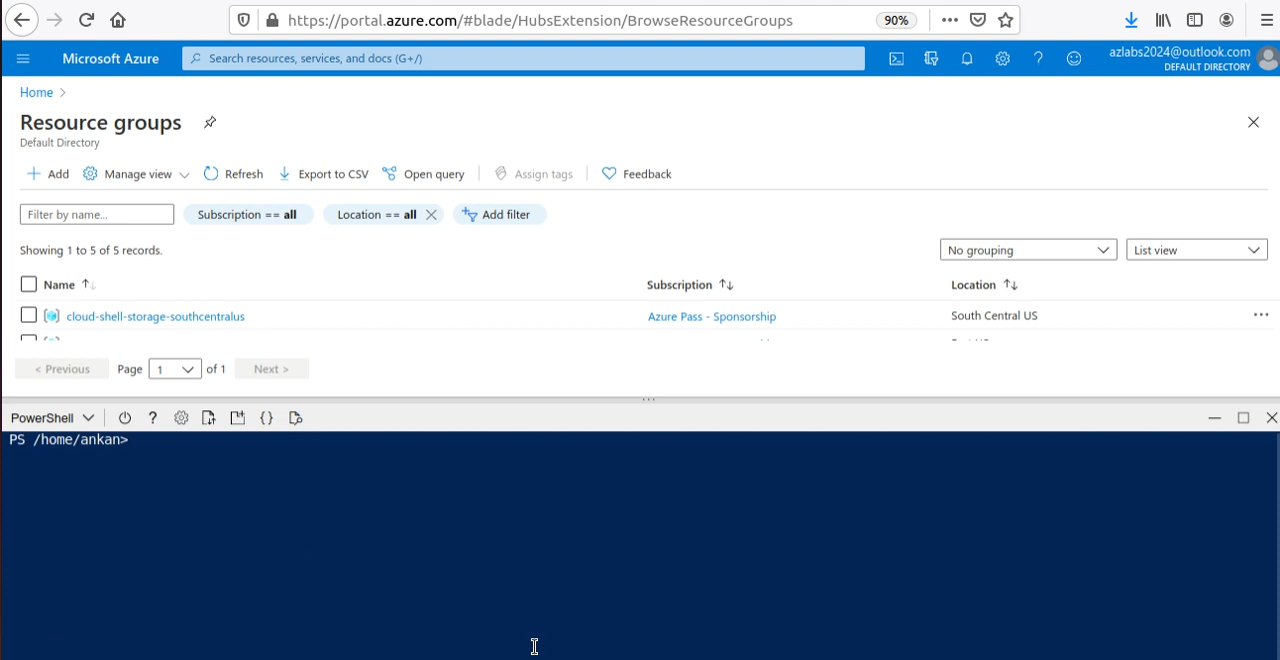 https://portal.azure.com/#blade/HubsExtension/BrowseResourceGroups 90%
Microsoft Azure Search resources, services, and docs (G+/) azlabs2024@outlook.com
DEFAULT DIRECTORY
Home >
Resource groups
Default Directory
Add Manage view Refresh Export to CSV Open query Assign tags Feedback
Filter by name... Subscription == all Location == all Add filter
Showing 1 to 5 of 5 records. No grouping List view
Name Subscription Location
cloud-shell-storage-southcentralus Azure Pass - Sponsorship South Central US
< Previous Page 1 of 1 Next >
PowerShell
PS /home/ankan>